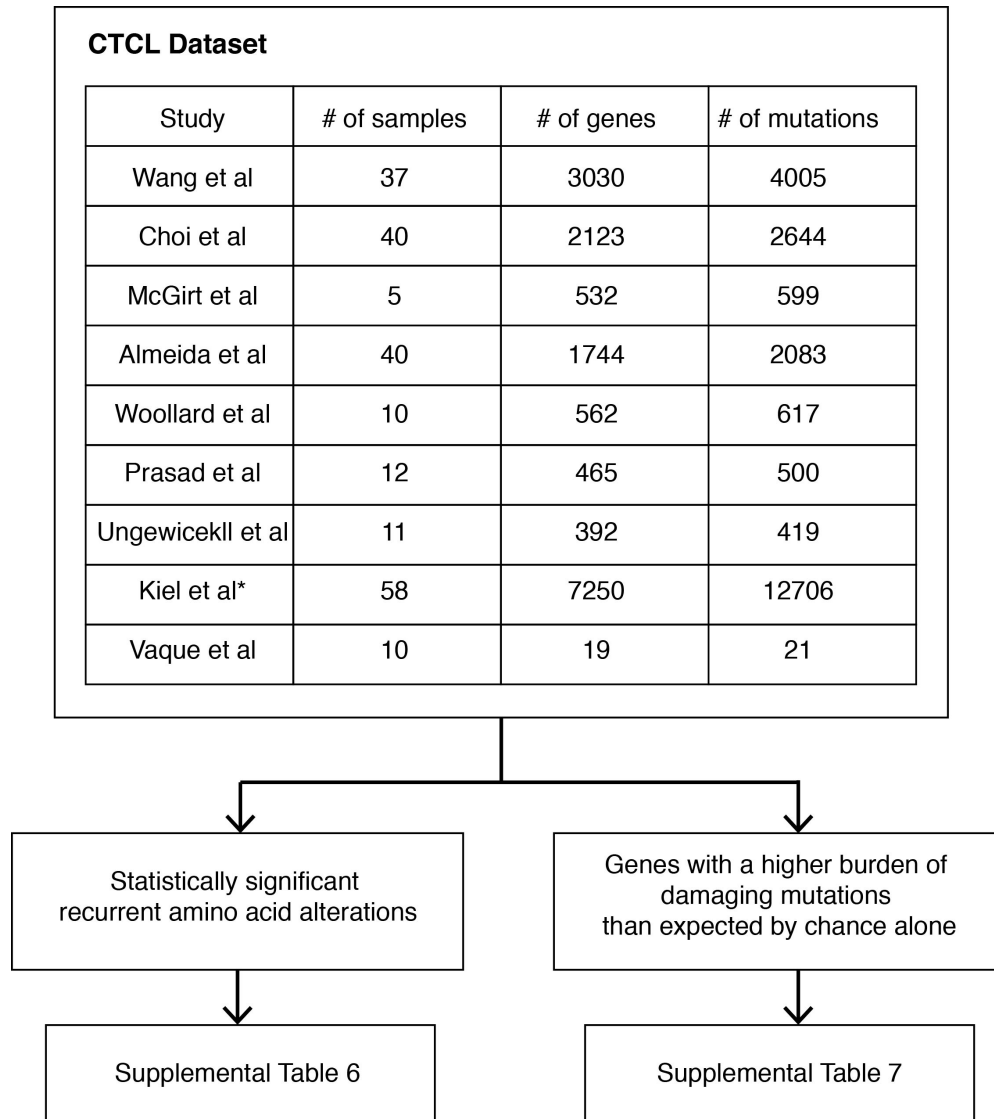 CTCL Dataset
Study # of samples # of genes # of mutations
Wang et al 37 3030 4005
Choi et al 40 2123 2644
McGirt et al 5 532 599
Almeida et al 40 1744 2083
Woollard et al 10 562 617
Prasad et al 12 465 500
Ungewicekll et al 11 392 419
Kiel et al* 58 7250 12706
Vaque et al 10 19 21
Statistically significant
recurrent amino acid alterations
Genes with a higher burden of
damaging mutations
than expected by chance alone
Supplemental Table 6
Supplemental Table 7